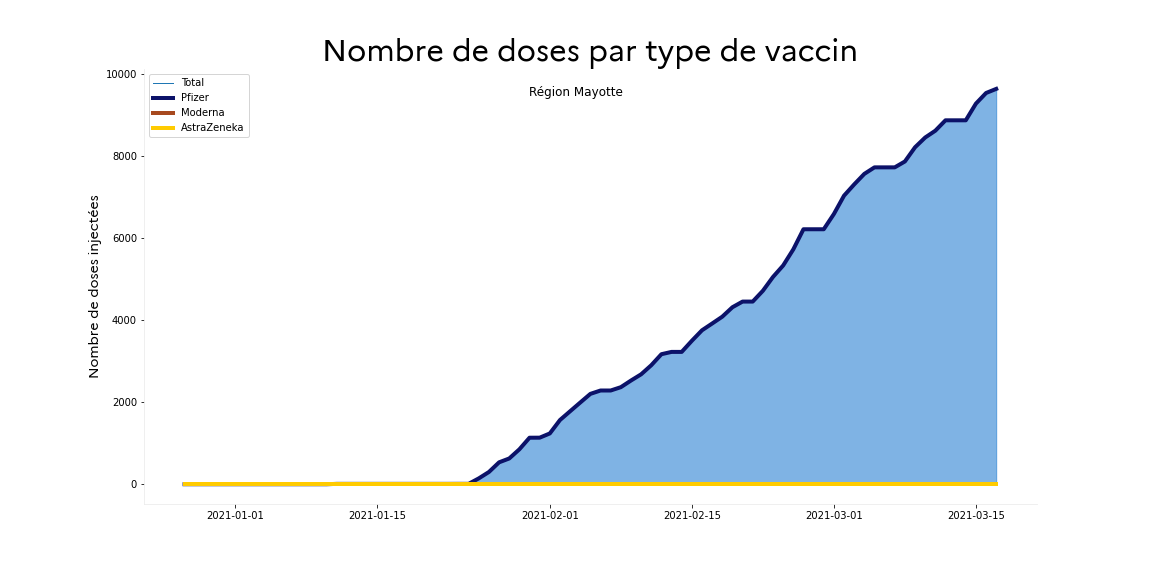 Nombre de doses par type de vaccin
Région Mayotte
Total
Pfizer
Moderna
AstraZeneka
Nombre de doses injectées
10000
8000
6000
4000
2000
0
2021-01-01
2021-01-15
2021-02-01
2021-02-15
2021-03-01
2021-03-15